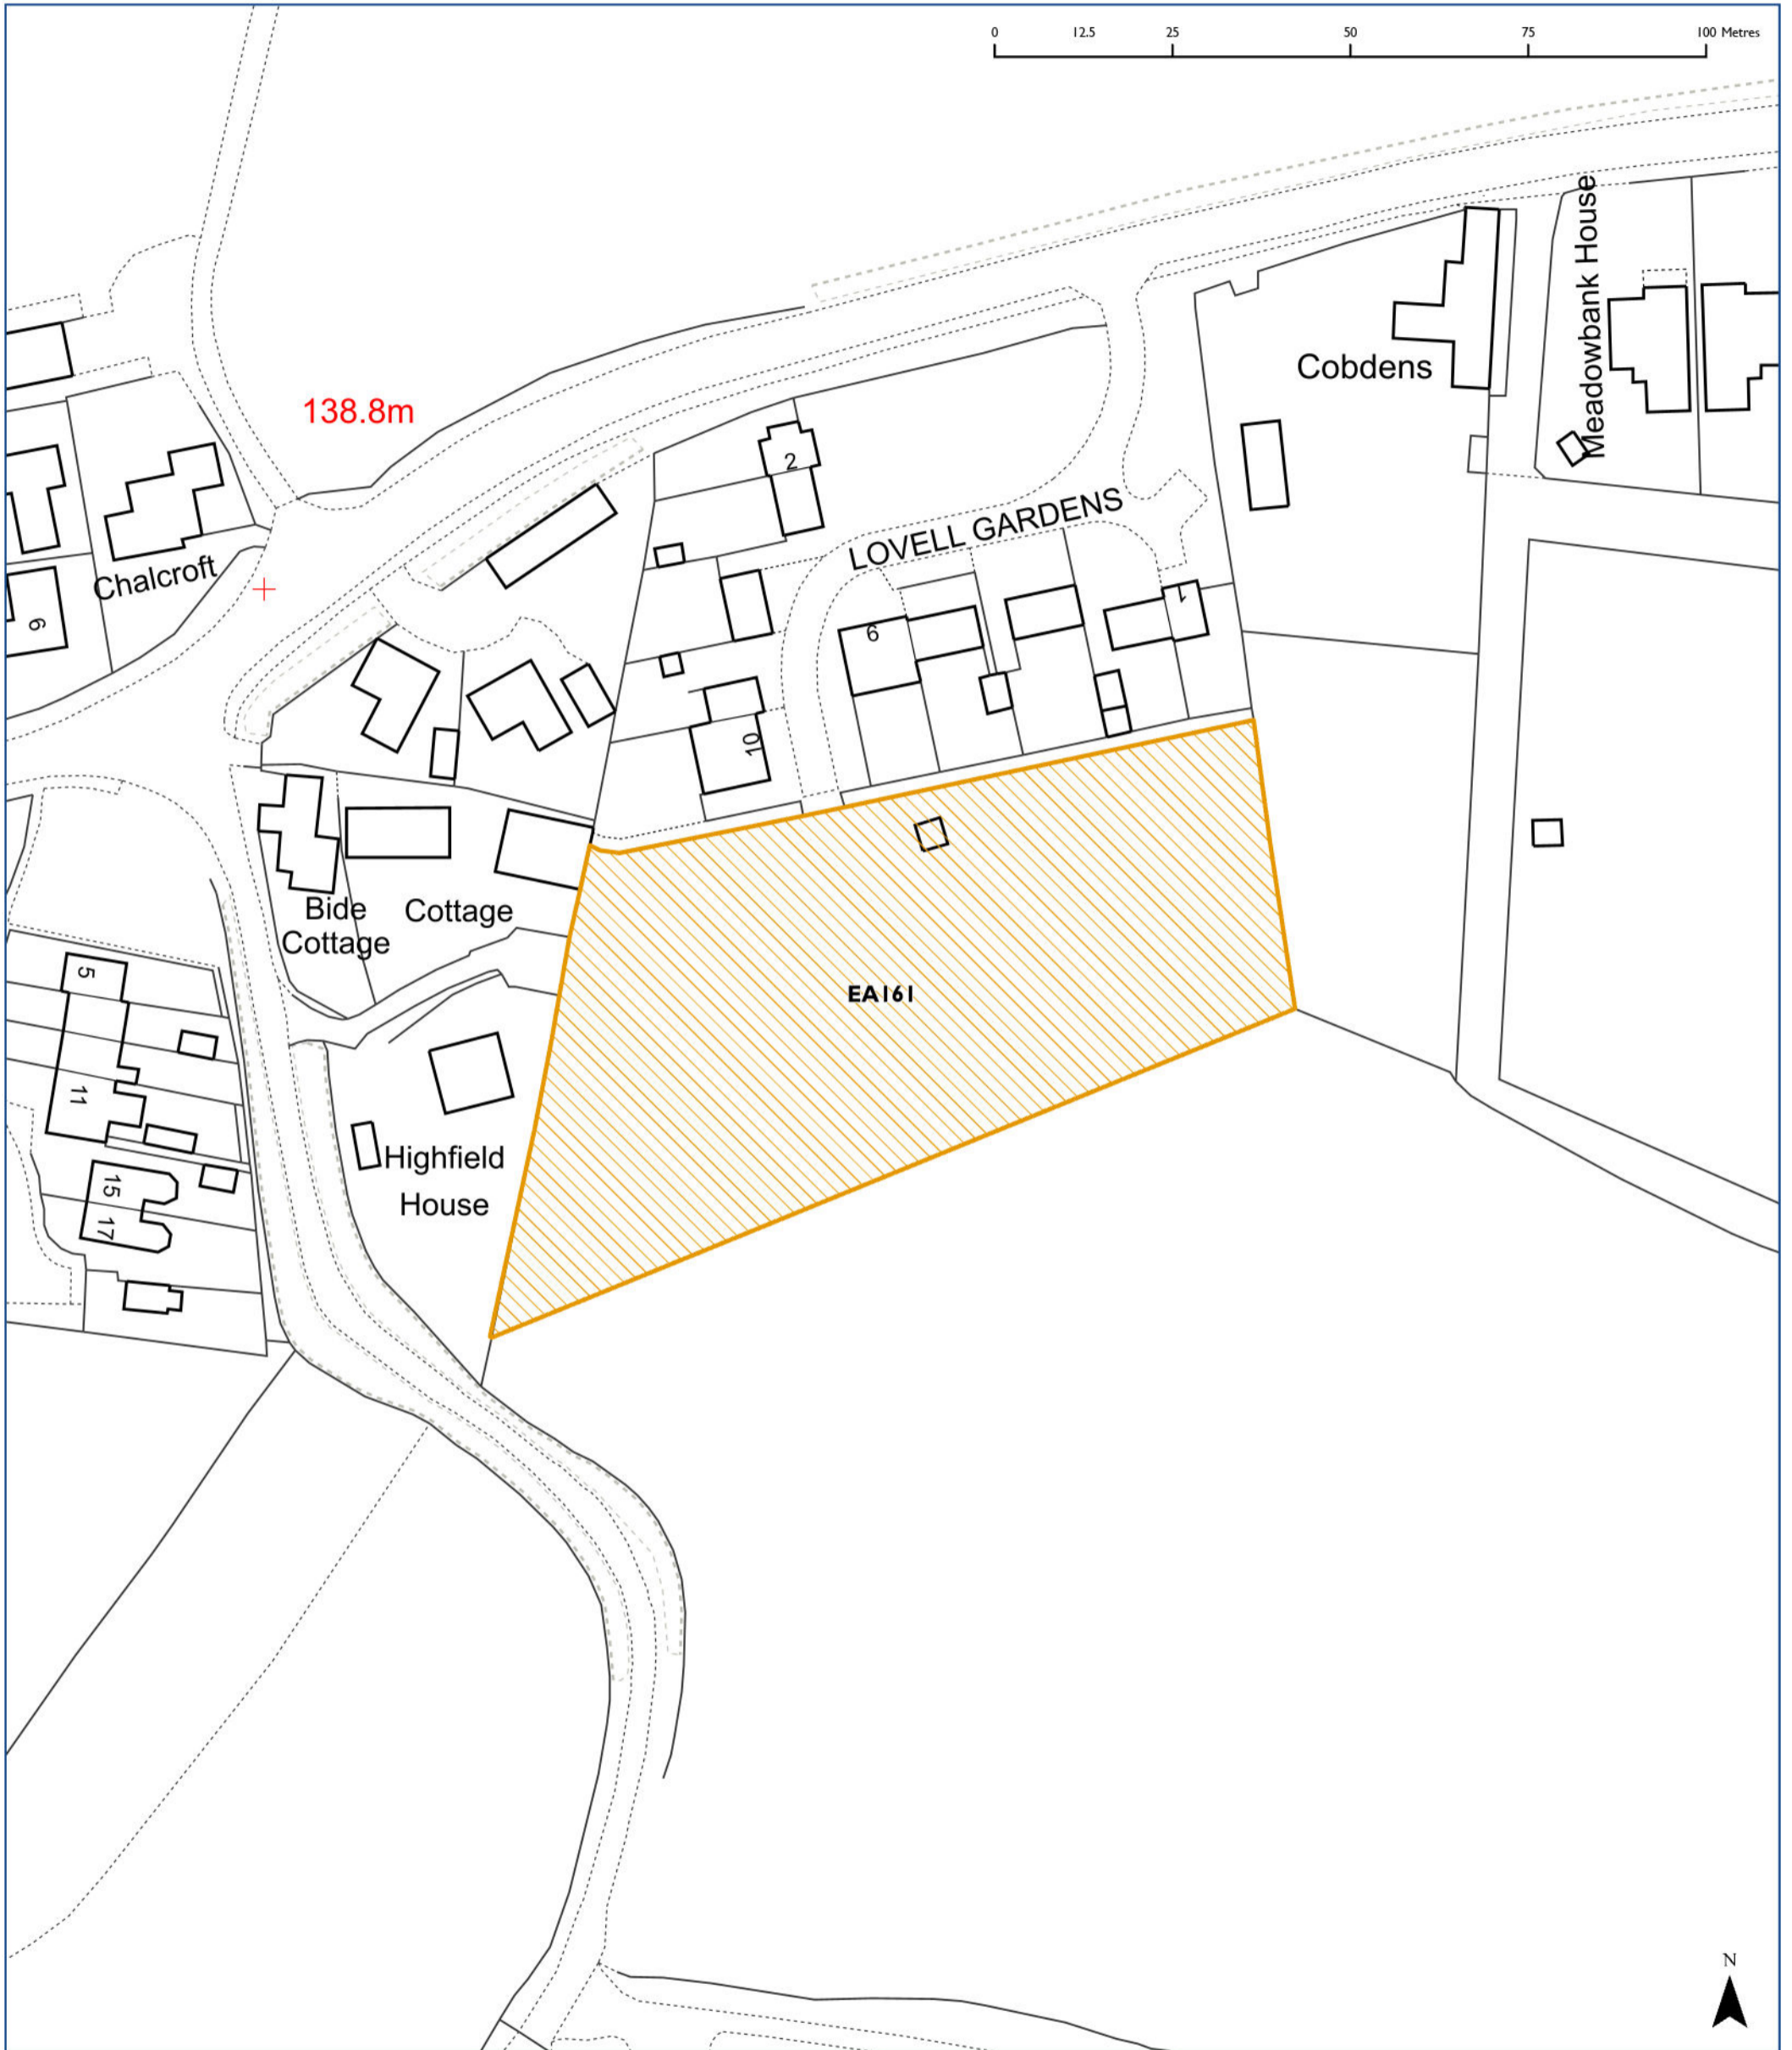 0 12.5 25 50 75 100 Metres
Meadowbank House
Cobdens
138.8m
2
LOVELL GARDENS
Chalcroft
9
1
6
10
Bide
Cottage
Cottage
5
EA161
11
Highfield
House
15
17
N